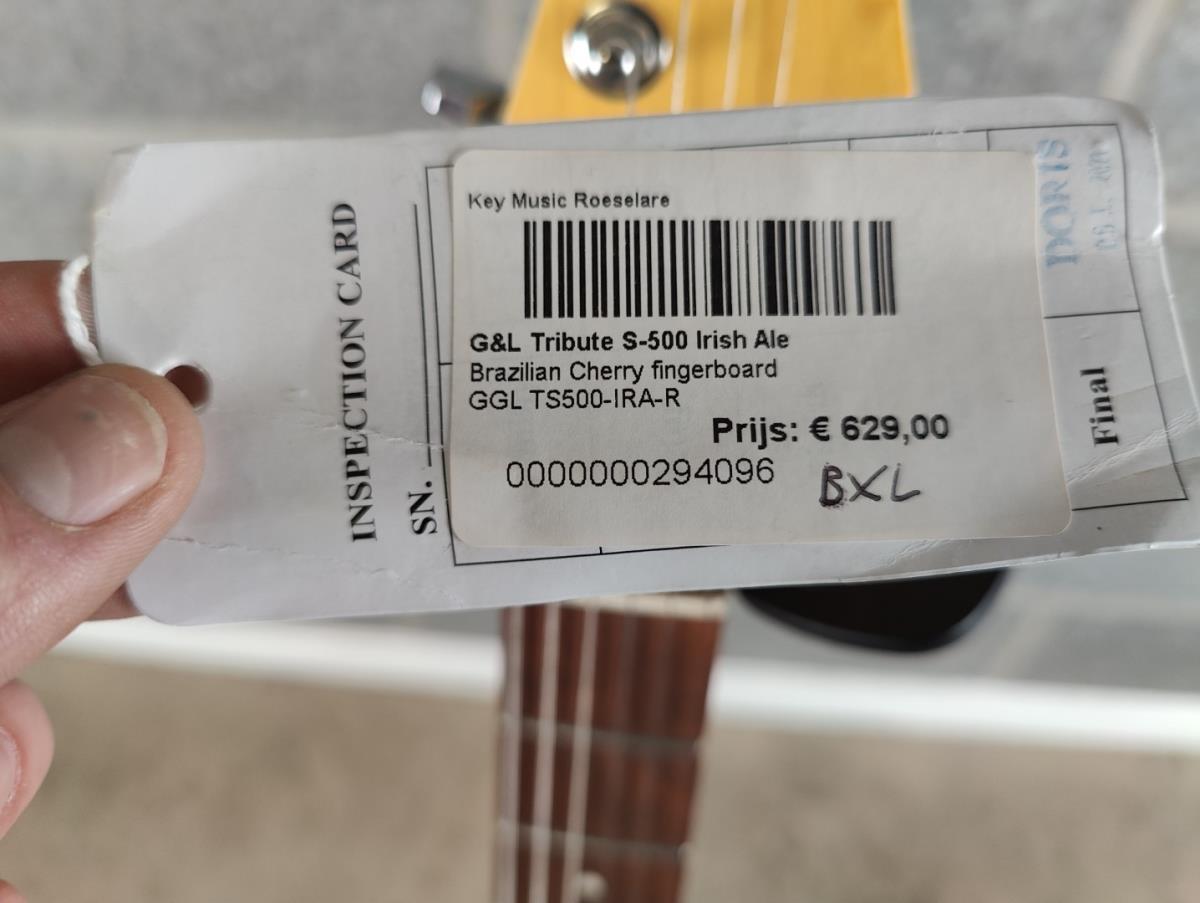 Key Music Roeselare
G&L Tribute S-500 Irish Ale
Brazilian Cherry fingerboard
GGL TS500-IRA-R
Prijs: € 629,00
0000000294096
BXL
INSPECTION CARD
SN.
DORIS
Final